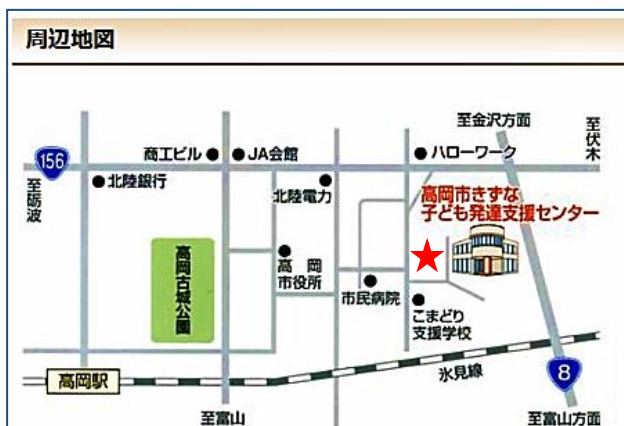 周辺地図
至金沢方面
至伏木
156
商工ビル
JA会館
ハローワーク
至砺波
北陸銀行
北陸電力
高岡市きずな
子ども発達支援センター
高岡古城公園
高岡
市役所
市民病院
こまどり
支援学校
氷見線
8
高岡駅
至富山
至富山方面